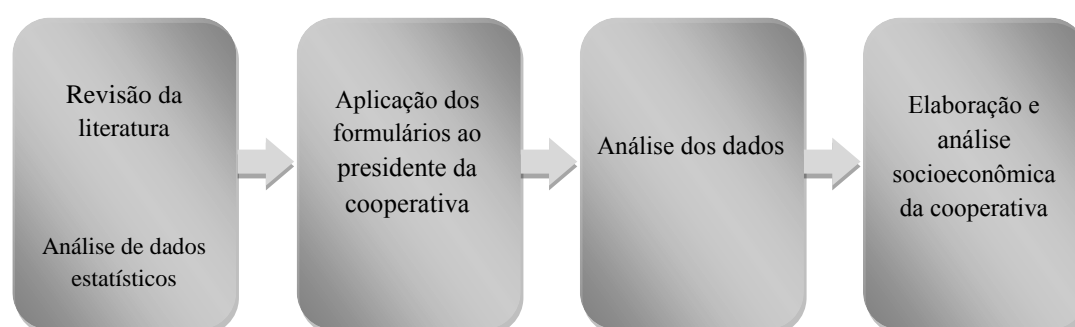 Revisão da
literatura
Análise de dados
estatísticos
Aplicação dos
formulários ao
presidente da
cooperativa
Análise dos dados
Elaboração e
análise
socioeconômica
da cooperativa